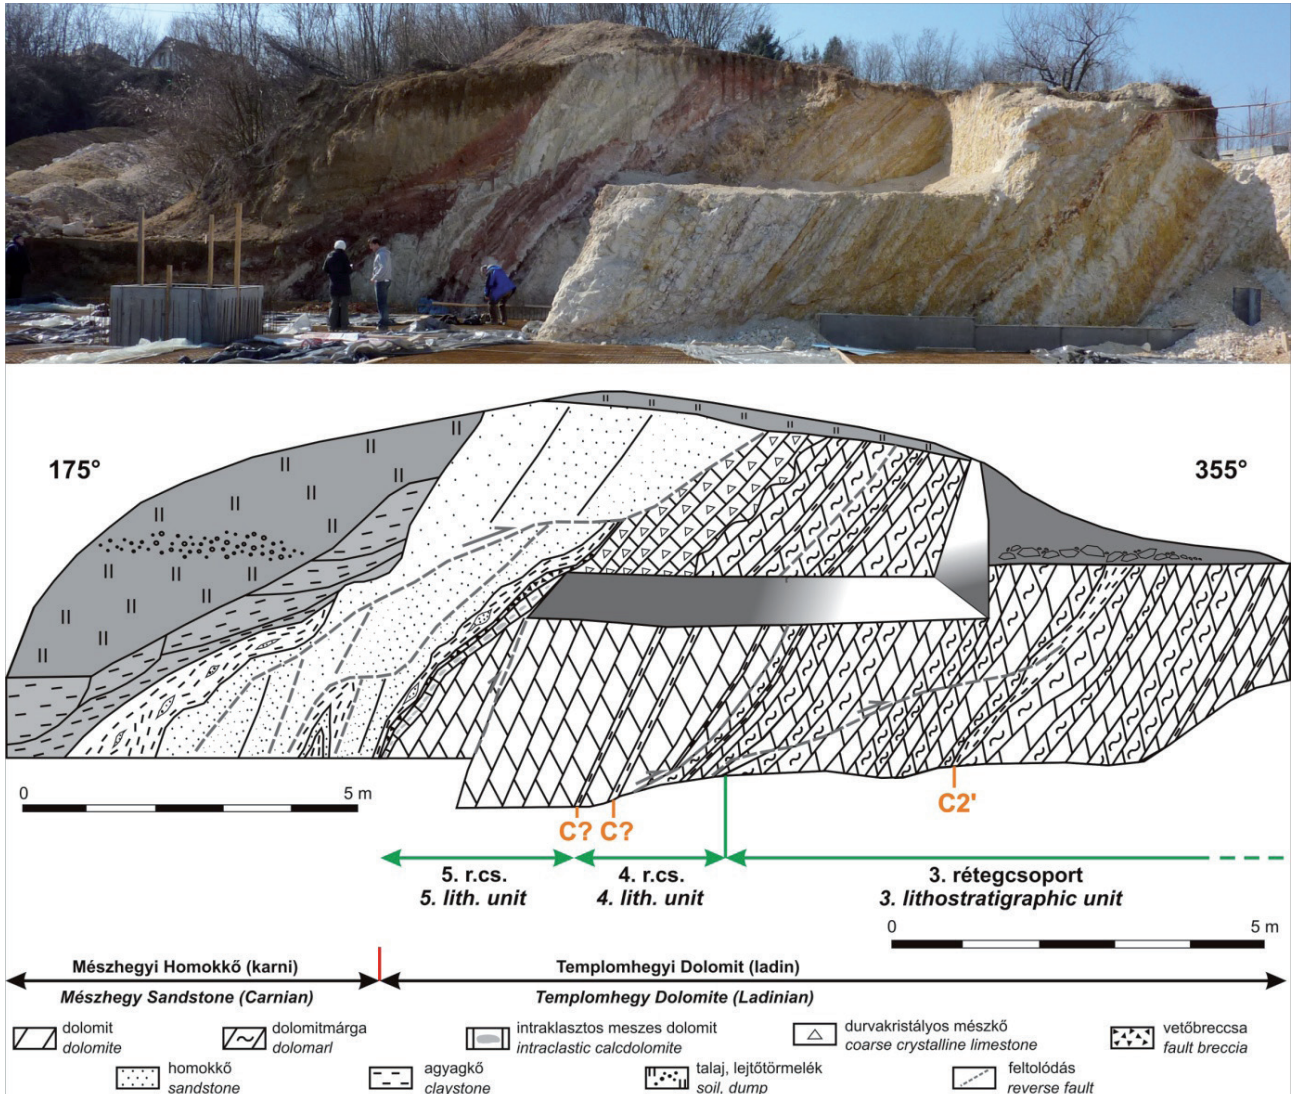 175°
355°
0
5 m
C?
C?
C2'
5. r.cs.
5. lith. unit
4. r.cs.
4. lith. unit
3. rétegcsoport
3. lithostratigraphic unit
0
5 m
Mészhegyi Homokkő (karni)
Mészhegy Sandstone (Carnian)
Templomhegyi Dolomit (ladin)
Templomhegy Dolomite (Ladinian)
dolomit
dolomite
dolomitmárga
dolomarl
intraklasztos meszes dolomit
intraclastic calcdolomite
durvakristályos mészkő
coarse crystalline limestone
vetőbreccsa
fault breccia
homokkő
sandstone
agyagkő
claystone
talaj, lejtőtörmelék
soil, dump
feltolódás
reverse fault